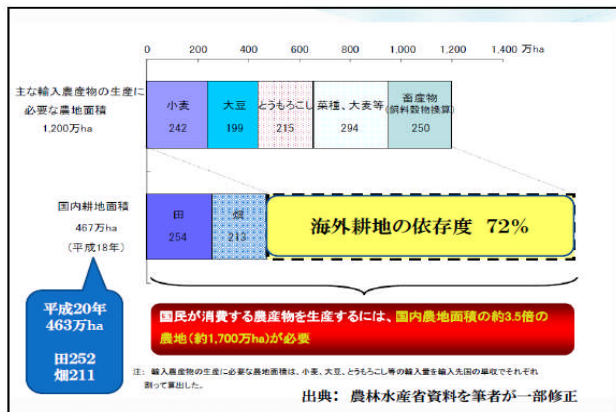 0 200 400 600 800 1,000 1,200 1,400 万ha
主な輸入農産物の生産に
必要な農地面積
1,200万ha
小麦
242
大豆
199
とうもろこし
215
菜種、大麦等
294
畜産物
(飼料穀物換算)
250
国内耕地面積
467万ha
(平成18年)
田
254
畑
213
海外耕地の依存度 72%
平成20年
463万ha
田252
畑211
国民が消費する農産物を生産するには、国内農地面積の約3.5倍の
農地(約1,700万ha)が必要
注: 輸入農産物の生産に必要な農地面積は、小麦、大豆、とうもろこし等の輸入量を輸入先国の単収でそれぞれ
割って算出した。
出典: 農林水産省資料を筆者が一部修正